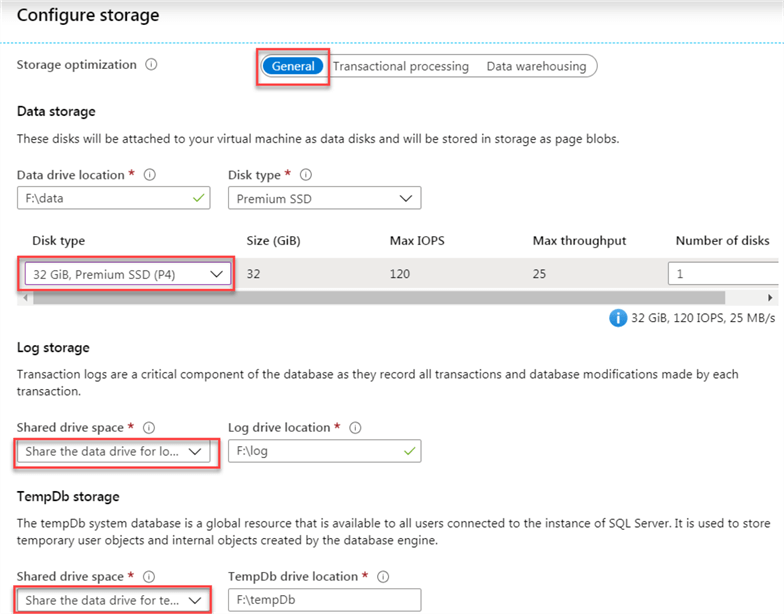 Configure storage
Storage optimization
General Transactional processing Data warehousing
Data storage
These disks will be attached to your virtual machine as data disks and will be stored in storage as page blobs.
Data drive location * Disk type *
F:\data Premium SSD
Disk type Size (GiB) Max IOPS Max throughput Number of disks
32 GiB, Premium SSD (P4) 32 120 25 1
32 GiB, 120 IOPS, 25 MB/s
Log storage
Transaction logs are a critical component of the database as they record all transactions and database modifications made by each
transaction.
Shared drive space * Log drive location *
Share the data drive for lo... F:\log
TempDb storage
The tempDb system database is a global resource that is available to all users connected to the instance of SQL Server. It is used to store
temporary user objects and internal objects created by the database engine.
Shared drive space * TempDb drive location *
Share the data drive for te... F:\tempDb